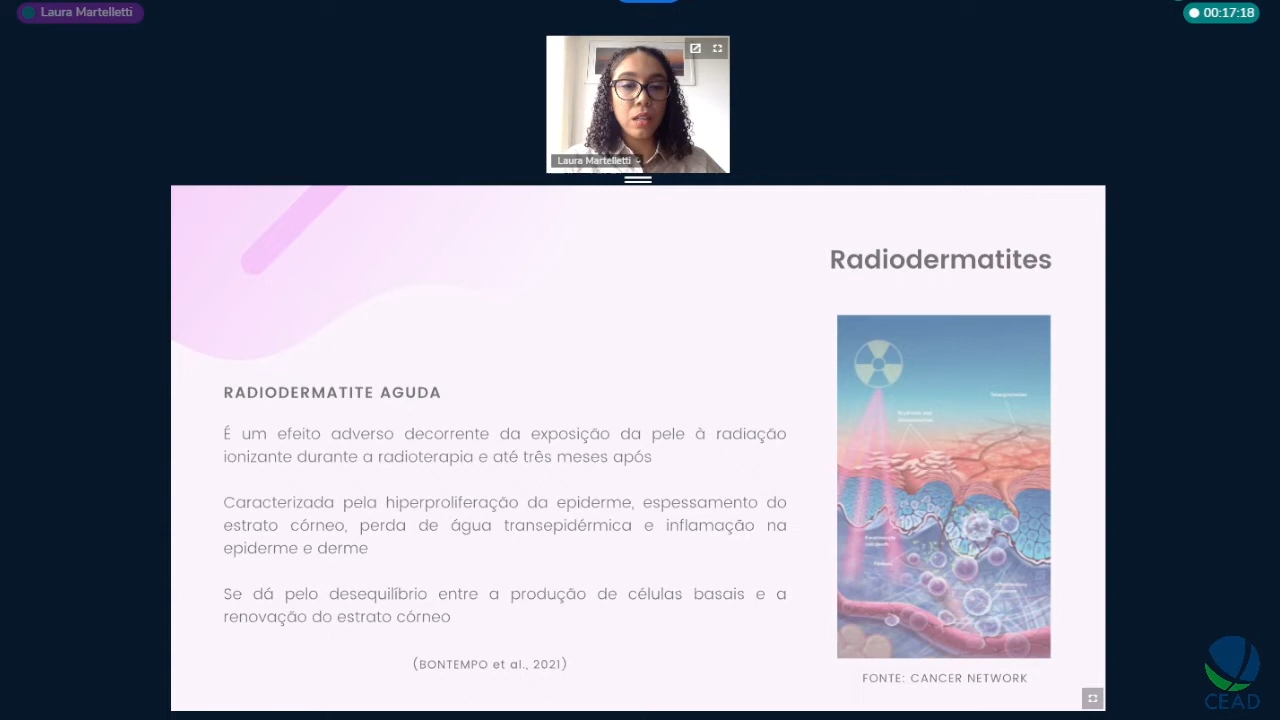 Laura Martelletti
00:17:18
Laura Martelletti
Radiodermatites
RADIODERMATITE AGUDA
É um efeito adverso decorrente da exposição da pele à radiação
ionizante durante a radioterapia e até três meses após
Caracterizada pela hiperproliferação da epiderme, espessamento do
estrato córneo, perda de água transepidérmica e inflamação na
epiderme e derme
Se dá pelo desequilíbrio entre a produção de células basais e a
renovação do estrato córneo
(BONTEMPO et al., 2021)
FONTE: CANCER NETWORK
CEAD